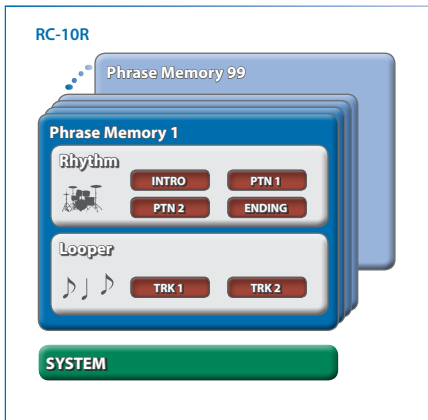 RC-10R
Phrase Memory 99
Phrase Memory 1
Rhythm
INTRO PTN 1
PTN 2 ENDING
Looper
TRK 1 TRK 2
SYSTEM